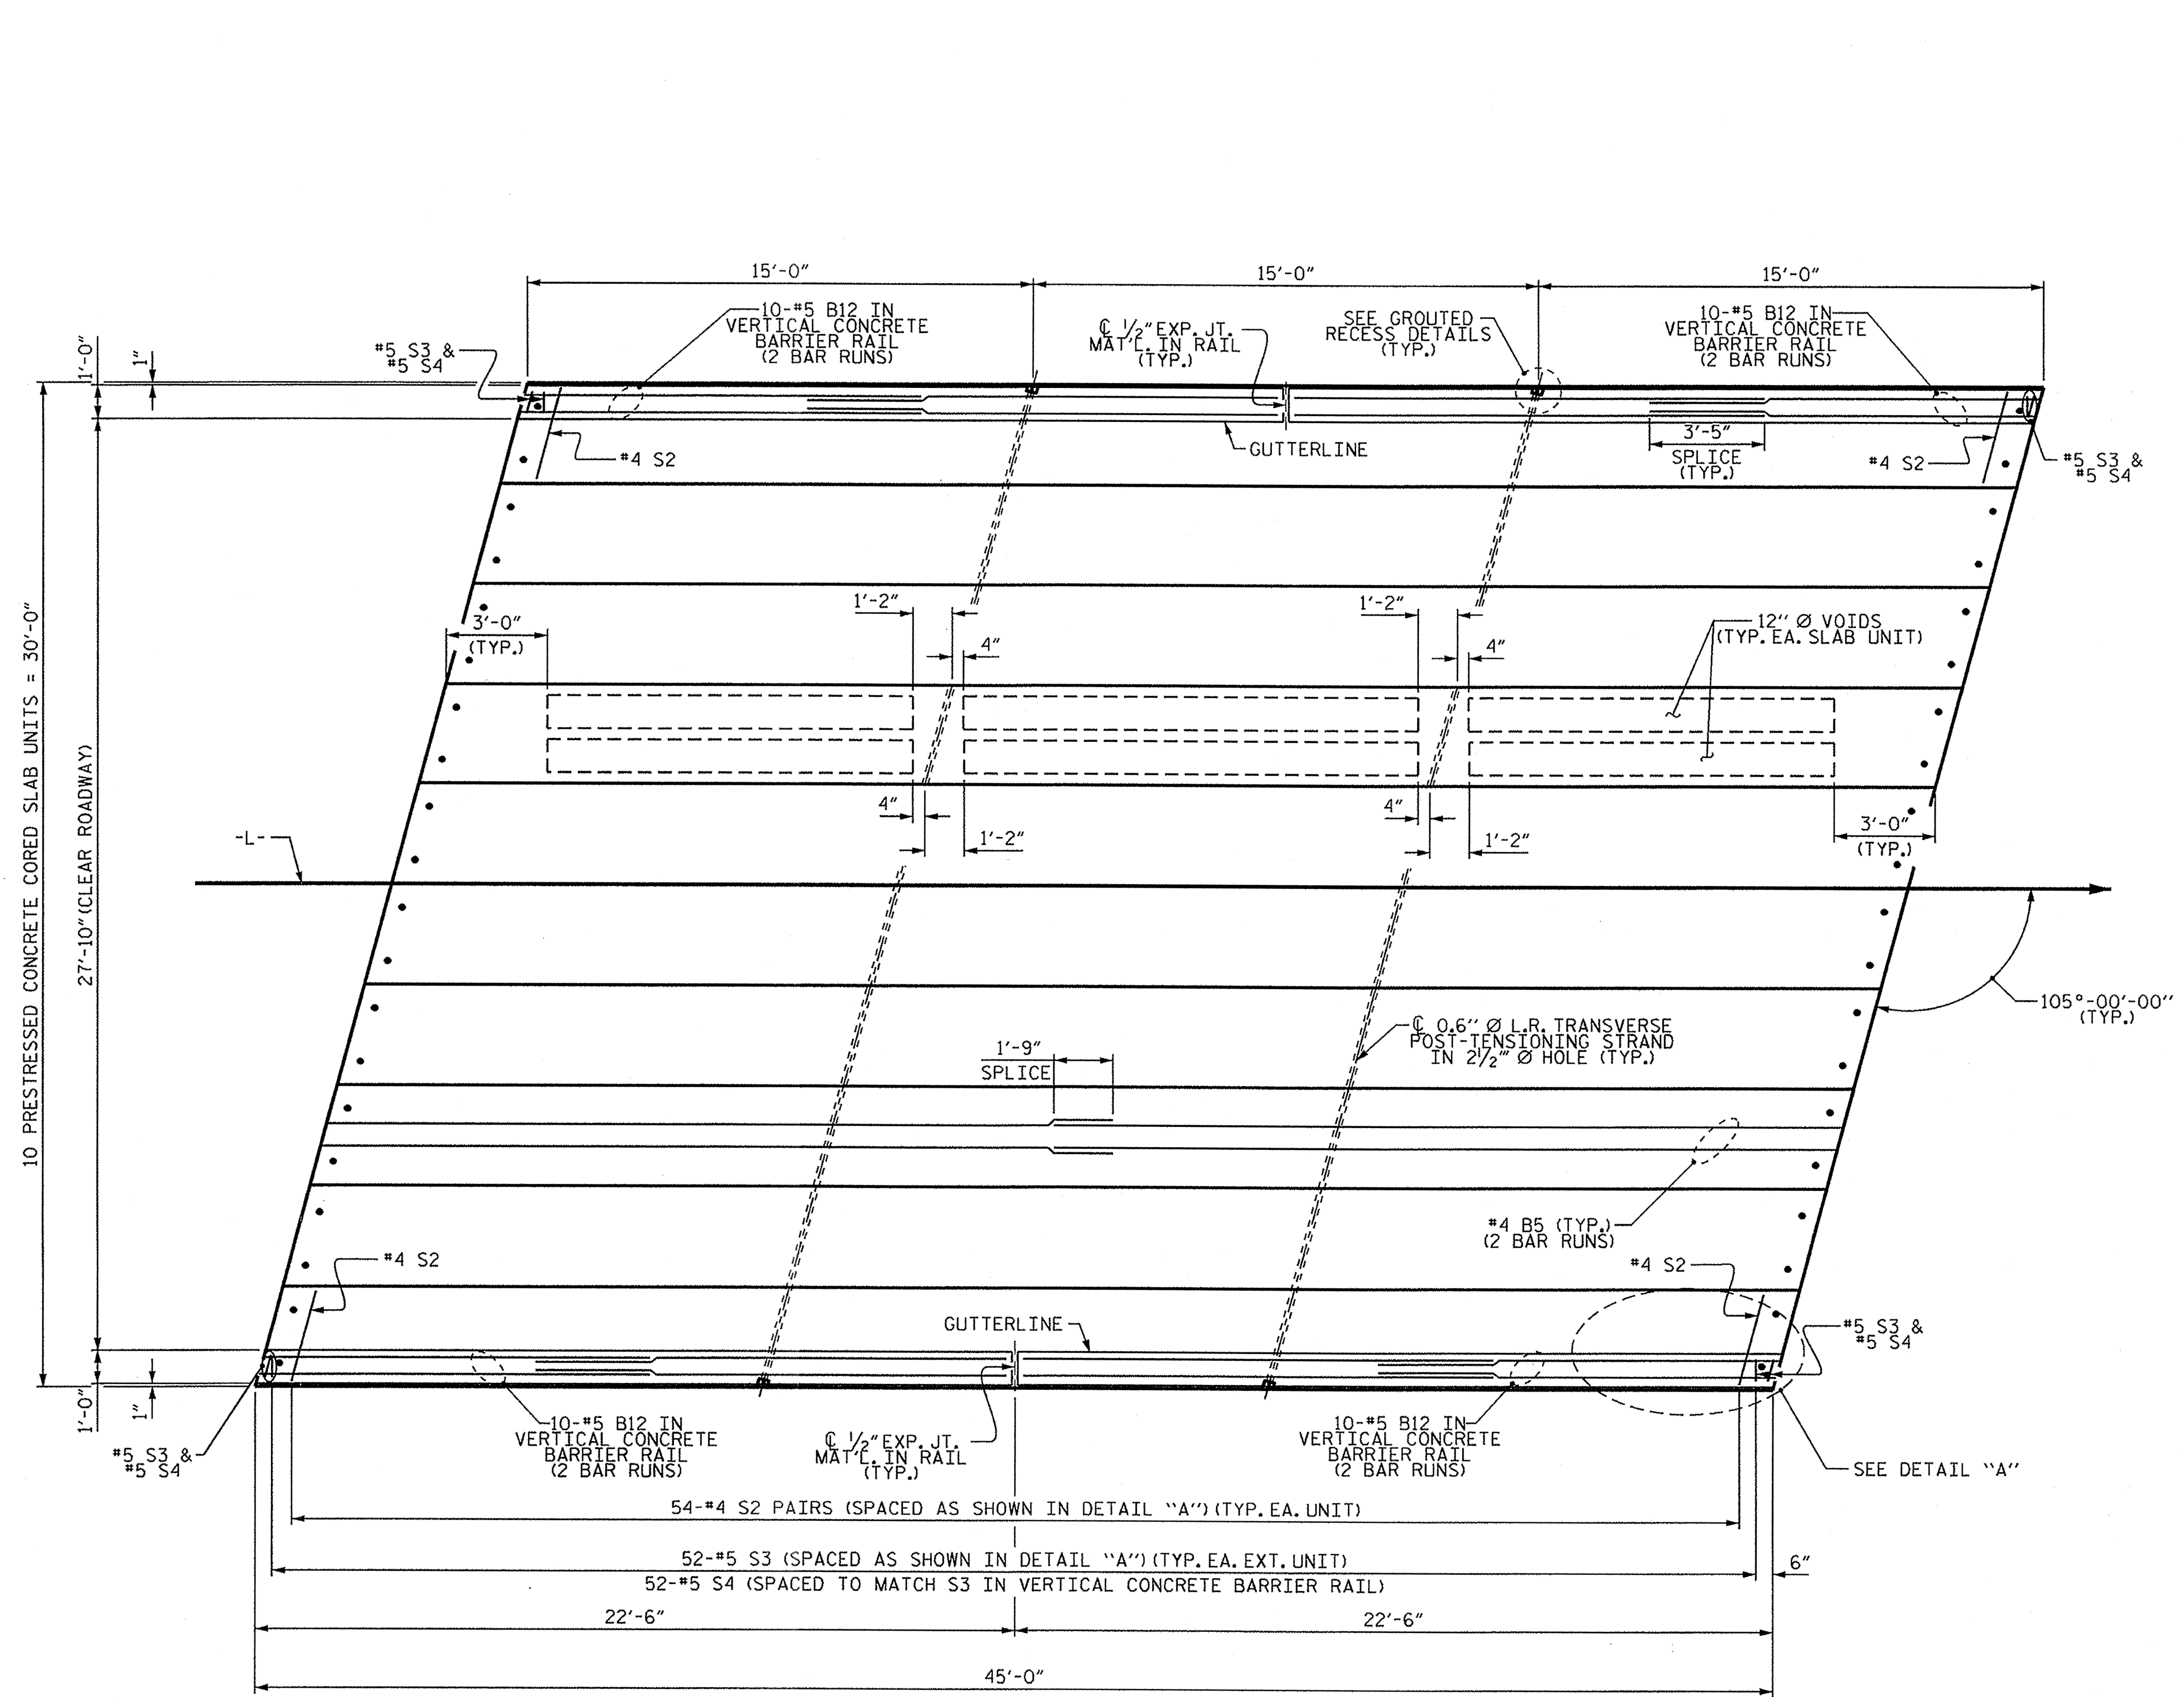 15'-0"
15'-0"
15'-0"
10-#5 B12 IN
VERTICAL CONCRETE
BARRIER RAIL
(2 BAR RUNS)
℄ 1/2" EXP. JT.
MAT'L. IN RAIL
(TYP.)
SEE GROUTED
RECESS DETAILS
(TYP.)
10-#5 B12 IN
VERTICAL CONCRETE
BARRIER RAIL
(2 BAR RUNS)
1'-0"
1"
#5 S3 &
#5 S4
#4 S2
GUTTERLINE
3'-5"
SPLICE
(TYP.)
#4 S2
#5 S3 &
#5 S4
1'-2"
1'-2"
3'-0"
(TYP.)
4"
4"
12" Ø VOIDS
(TYP. EA. SLAB UNIT)
10 PRESTRESSED CONCRETE CORED SLAB UNITS = 30'-0"
27'-10" (CLEAR ROADWAY)
4"
1'-2"
4"
1'-2"
3'-0"
(TYP.)
-L-
105°-00'-00"
(TYP.)
℄ 0.6" Ø L.R. TRANSVERSE
POST-TENSIONING STRAND
IN 2 1/2"" Ø HOLE (TYP.)
1'-9"
SPLICE
#4 B5 (TYP.)
(2 BAR RUNS)
#4 S2
#4 S2
GUTTERLINE
#5 S3 &
#5 S4
1'-0"
1"
#5 S3 &
#5 S4
10-#5 B12 IN
VERTICAL CONCRETE
BARRIER RAIL
(2 BAR RUNS)
℄ 1/2" EXP. JT.
MAT'L. IN RAIL
(TYP.)
10-#5 B12 IN
VERTICAL CONCRETE
BARRIER RAIL
(2 BAR RUNS)
SEE DETAIL "A"
54-#4 S2 PAIRS (SPACED AS SHOWN IN DETAIL "A") (TYP. EA. UNIT)
52-#5 S3 (SPACED AS SHOWN IN DETAIL "A") (TYP. EA. EXT. UNIT)
6"
52-#5 S4 (SPACED TO MATCH S3 IN VERTICAL CONCRETE BARRIER RAIL)
22'-6"
22'-6"
45'-0"